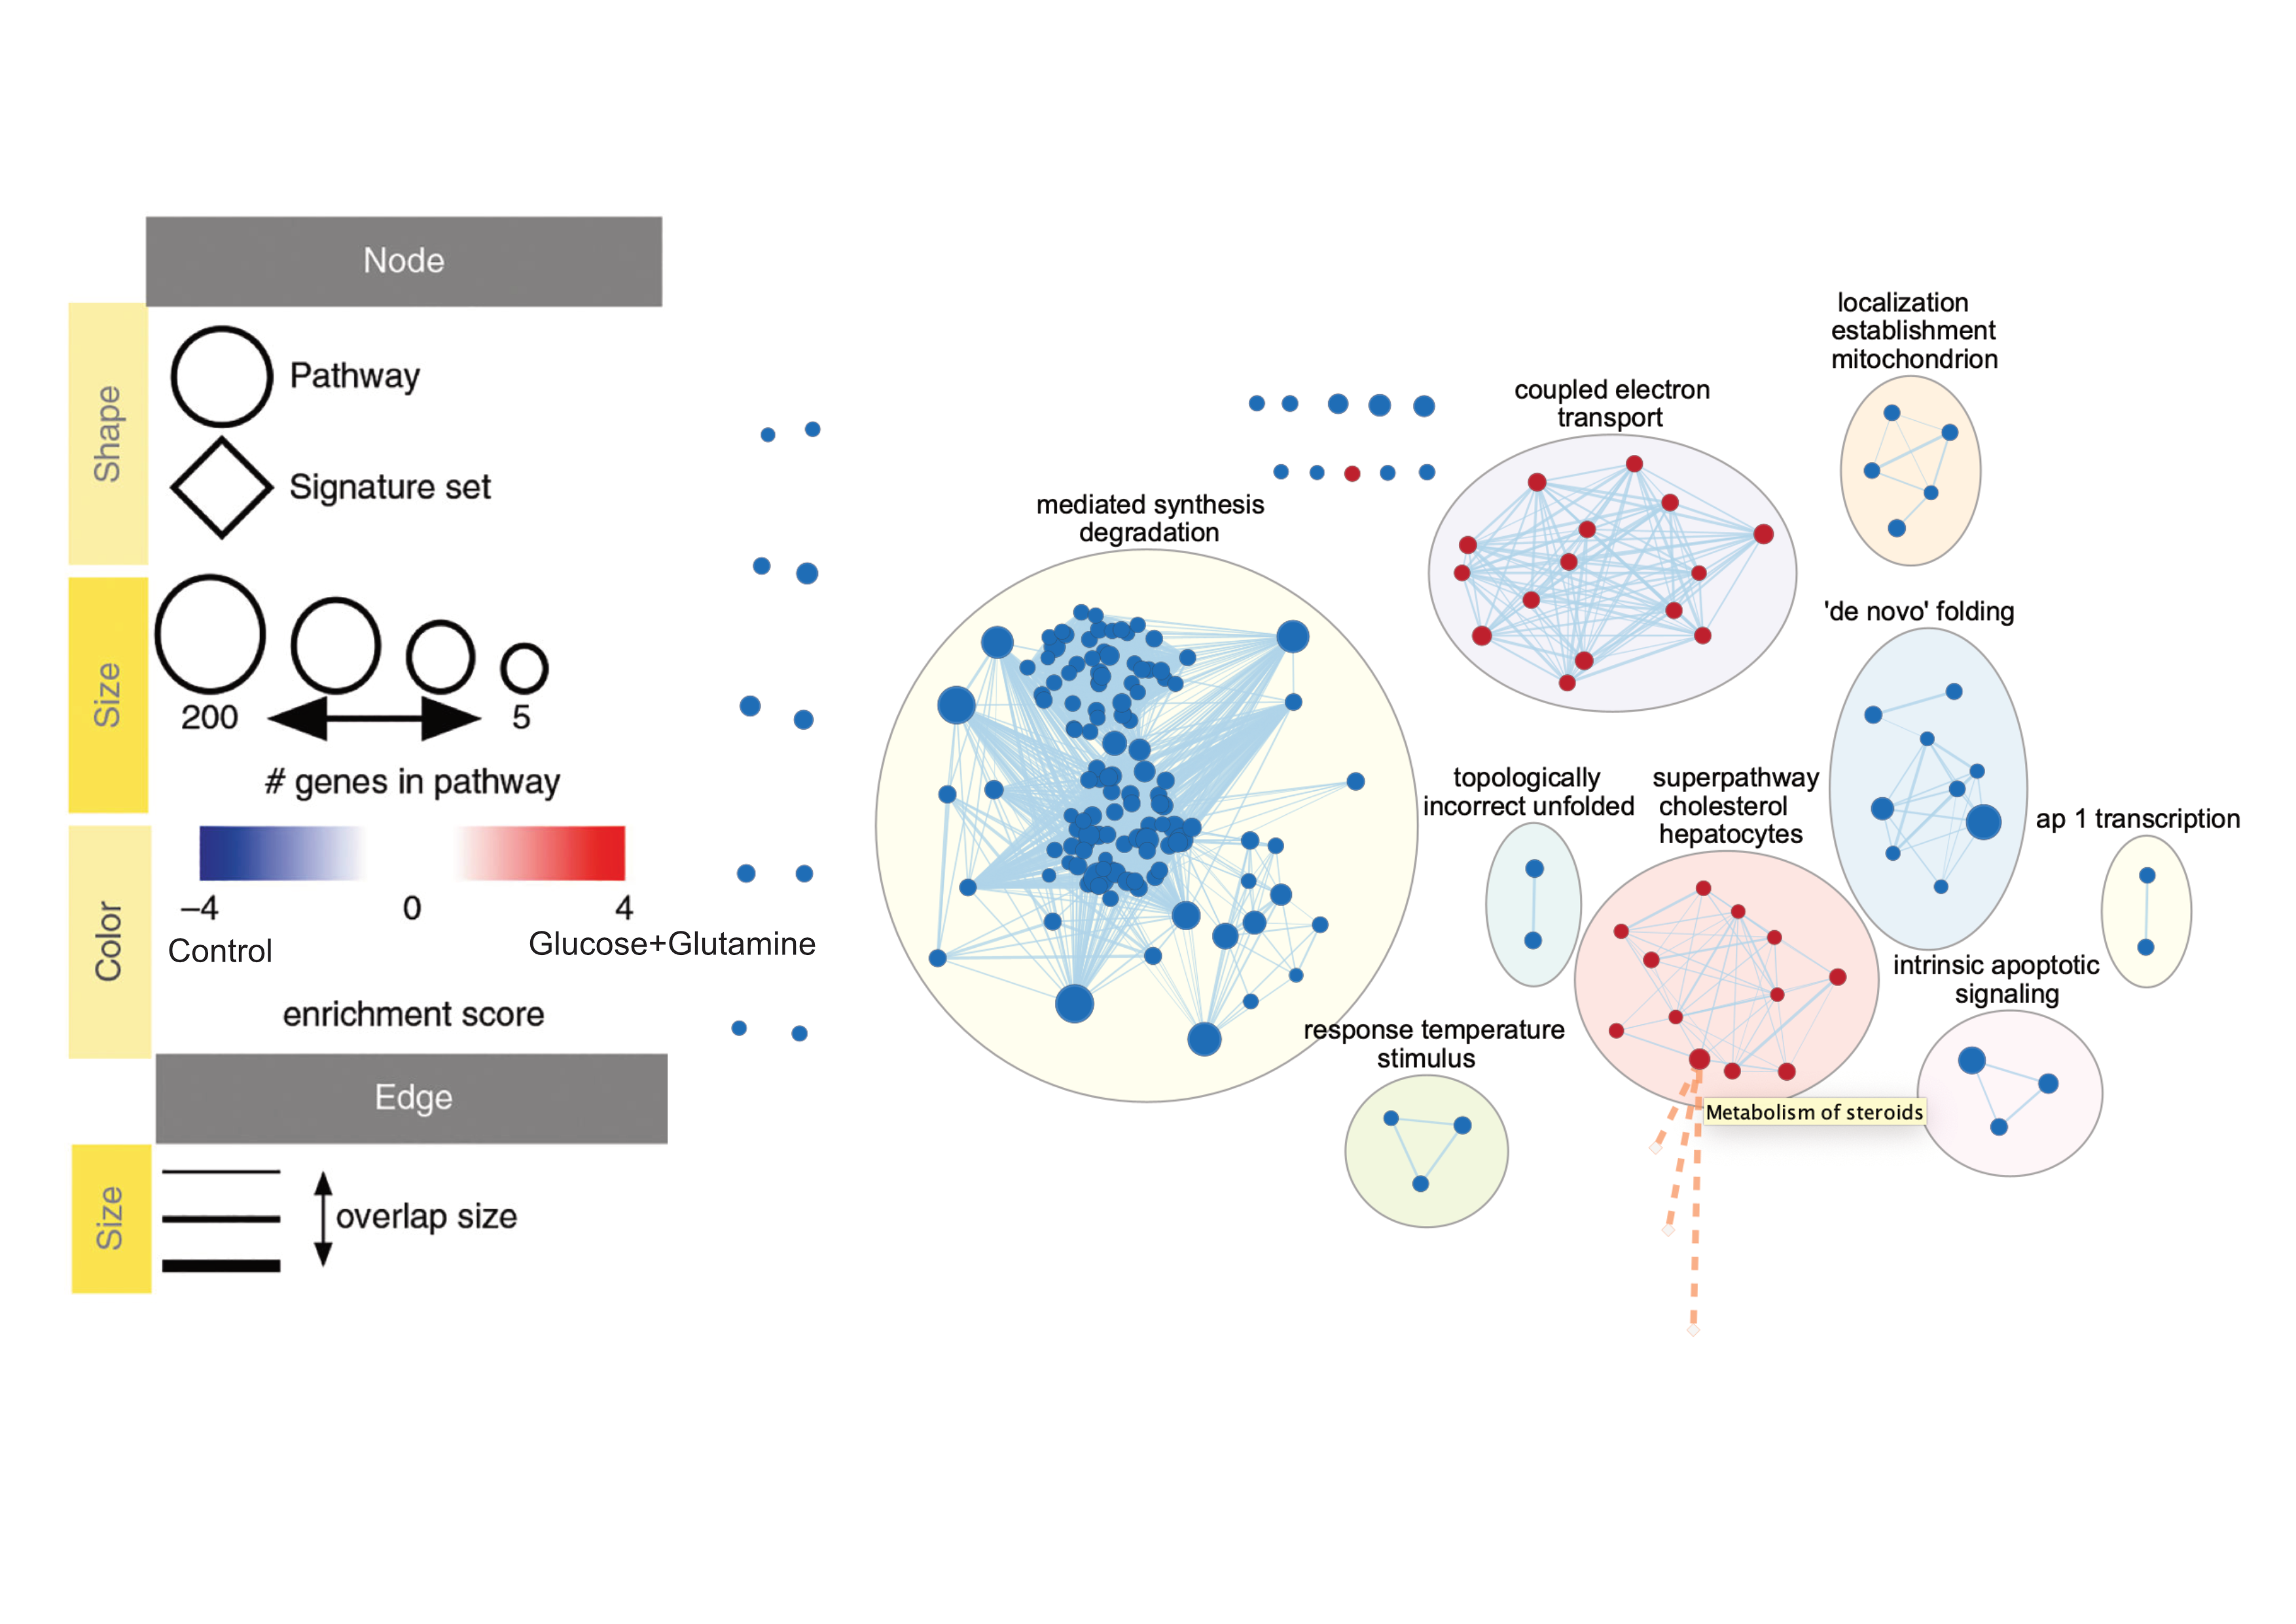 Node
Shape
Pathway
Signature set
Size
200
5
# genes in pathway
Color
–4
0
4
Control
Glucose+Glutamine
enrichment score
Edge
Size
overlap size
mediated synthesis
degradation
coupled electron
transport
localization
establishment
mitochondrion
'de novo' folding
topologically
incorrect unfolded
superpathway
cholesterol
hepatocytes
ap 1 transcription
intrinsic apoptotic
signaling
response temperature
stimulus
Metabolism of steroids